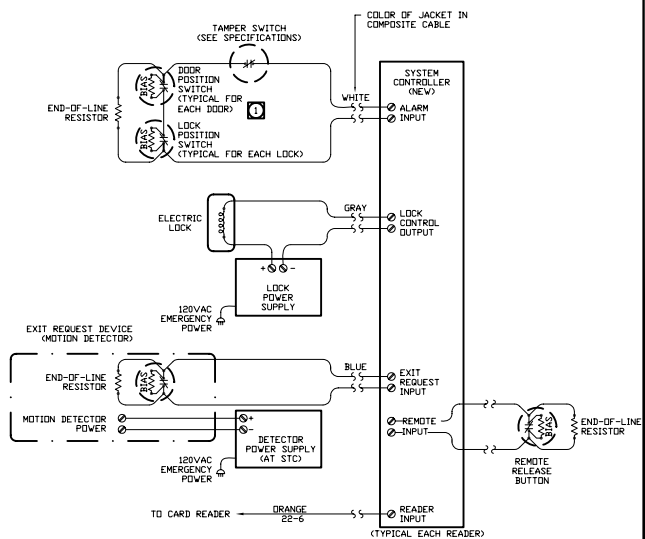 COLOR OF JACKET IN
COMPOSITE CABLE
TAMPER SWITCH
(SEE SPECIFICATIONS)
SYSTEM
CONTROLLER
(NEW)
DOOR
POSITION
SWITCH
(TYPICAL FOR
EACH DOOR)
1
BIAS
END-OF-LINE
RESISTOR
WHITE
ALARM
INPUT
LOCK
POSITION
SWITCH
(TYPICAL FOR EACH LOCK)
BIAS
ELECTRIC
LOCK
GRAY
LOCK
CONTROL
OUTPUT
+ -
LOCK
POWER
SUPPLY
120VAC
EMERGENCY
POWER
EXIT REQUEST DEVICE
(MOTION DETECTOR)
END-OF-LINE
RESISTOR
BIAS
BLUE
EXIT
REQUEST
INPUT
MOTION DETECTOR
POWER
+
-
DETECTOR
POWER SUPPLY
(AT STC)
120VAC
EMERGENCY
POWER
REMOTE
INPUT
BIAS
END-OF-LINE
RESISTOR
REMOTE
RELEASE
BUTTON
TO CARD READER
ORANGE
22-6
READER
INPUT
(TYPICAL EACH READER)